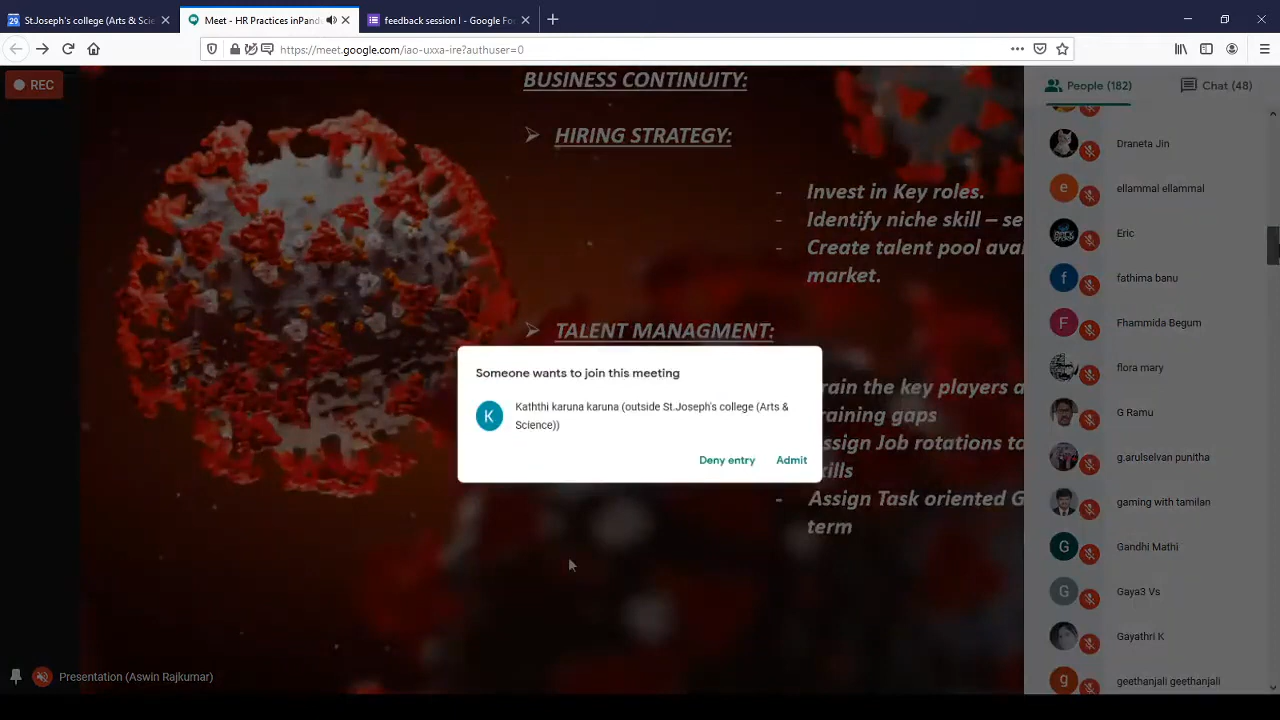 St.Joseph's college (Arts & Scie
Meet - HR Practices inPand
feedback session I - Google Fo
https://meet.google.com/iao-uxxa-ire?authuser=0
REC
People (182)
Chat (48)
BUSINESS CONTINUITY:
HIRING STRATEGY:
- Invest in Key roles.
- Identify niche skill – se
- Create talent pool avai
market.
TALENT MANAGMENT:
rain the key players a
raining gaps
ssign Job rotations to
kills
- Assign Task oriented G
term
Someone wants to join this meeting
K
Kaththi karuna karuna (outside St.Joseph's college (Arts &
Science))
Deny entry
Admit
Draneta Jin
e
ellammal ellammal
Eric
f
fathima banu
F
Fhammida Begum
flora mary
G Ramu
g.arulselvan punitha
gaming with tamilan
G
Gandhi Mathi
G
Gaya3 Vs
Gayathri K
g
geethanjali geethanjali
Presentation (Aswin Rajkumar)